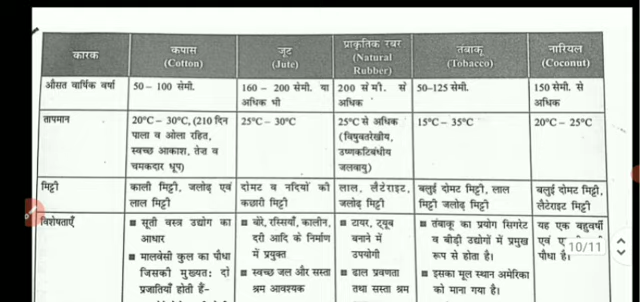 कारक
कपास
(Cotton)
जूट
(Jute)
प्राकृतिक रबर
(Natural
Rubber)
तंबाकू
(Tobacco)
नारियल
(Coconut)
औसत वार्षिक वर्षा
50 – 100 सेमी.
160 – 200 सेमी. या
अधिक भी
200 सेमी. से
अधिक
50-125 सेमी.
150 सेमी. से
अधिक
तापमान
20°C – 30°C, (210 दिन
पाला व ओला रहित,
स्वच्छ आकाश, तेज व
चमकदार धूप)
25°C – 30°C
25°C से अधिक
(विषुवतरेखीय,
उष्णकटिबंधीय
जलवायु)
15°C – 35°C
20°C – 25°C
मिट्टी
काली मिट्टी, जलोढ़ एवं
लाल मिट्टी
दोमट व नदियों की
कछारी मिट्टी
लाल, लैटेराइट,
जलोढ़ मिट्टी
बलुई दोमट मिट्टी, लाल
मिट्टी जलोढ़ मिट्टी
बलुई दोमट मिट्टी,
लैटेराइट मिट्टी
विशेषताएँ
■ सूती वस्त्र उद्योग का
आधार
■ मालवेसी कुल का पौधा
जिसकी मुख्यतः दो
प्रजातियाँ होती हैं-
■ बोरे, रस्सियाँ, कालीन,
दरी आदि के निर्माण
में प्रयुक्त
■ स्वच्छ जल और सस्ता
श्रम आवश्यक
■ टायर, ट्यूब
बनाने में
उपयोगी
■ ढाल प्रवणता
तथा सस्ता श्रम
■ तंबाकू का प्रयोग सिगरेट
व बीड़ी उद्योगों में प्रमुख
रूप से होता है।
■ इसका मूल स्थान अमेरिका
को माना गया है।
यह एक बहुवर्षी
एवं
पौधा है।
10/11